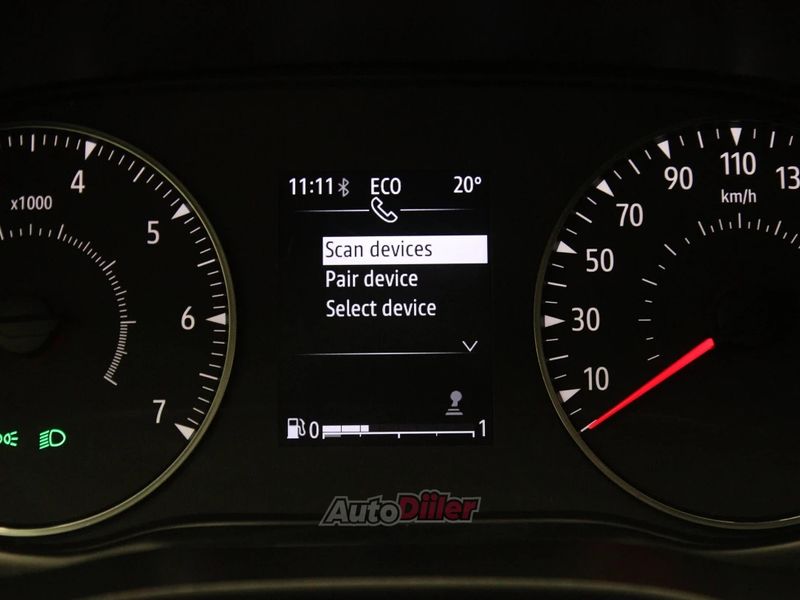 4
5
6
7
x1000
11:11 ECO 20°
Scan devices
Pair device
Select device
0 1
10
30
50
70
90
110
13
km/h
AutoDiiler